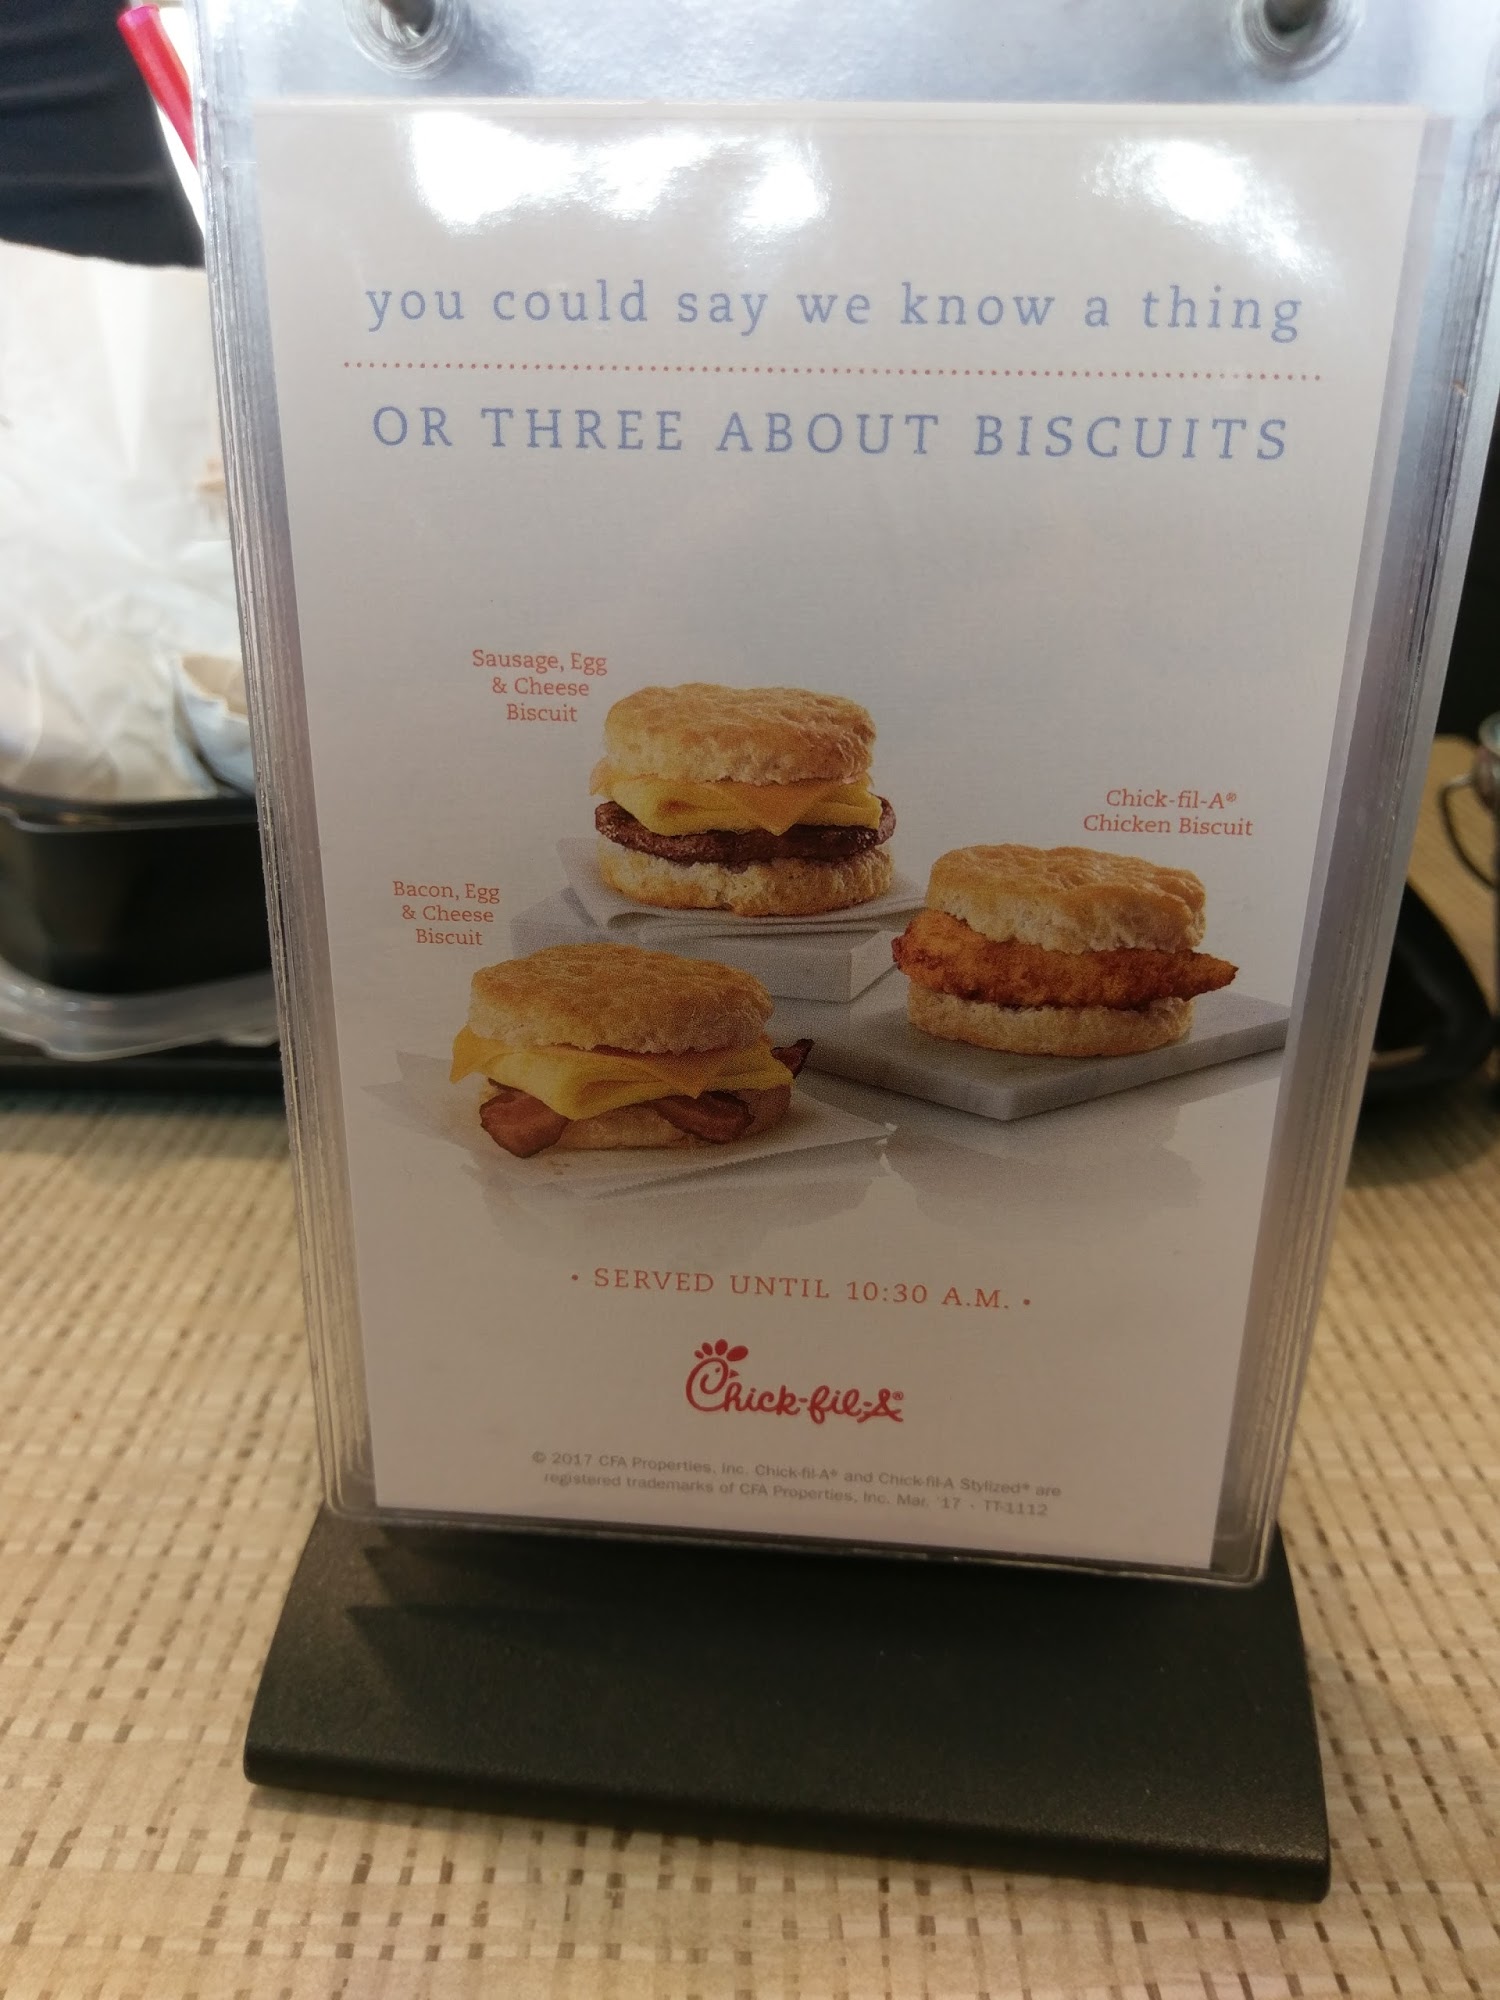 you could say we know a thing
OR THREE ABOUT BISCUITS
Sausage, Egg
& Cheese
Biscuit
Chick-fil-A®
Chicken Biscuit
Bacon, Egg
& Cheese
Biscuit
• SERVED UNTIL 10:30 A.M. •
Chick-fil-A®
© 2017 CFA Properties, Inc. Chick-fil-A® and Chick-fil-A Stylized® are
registered trademarks of CFA Properties, Inc. Mar. '17 · TT-1112